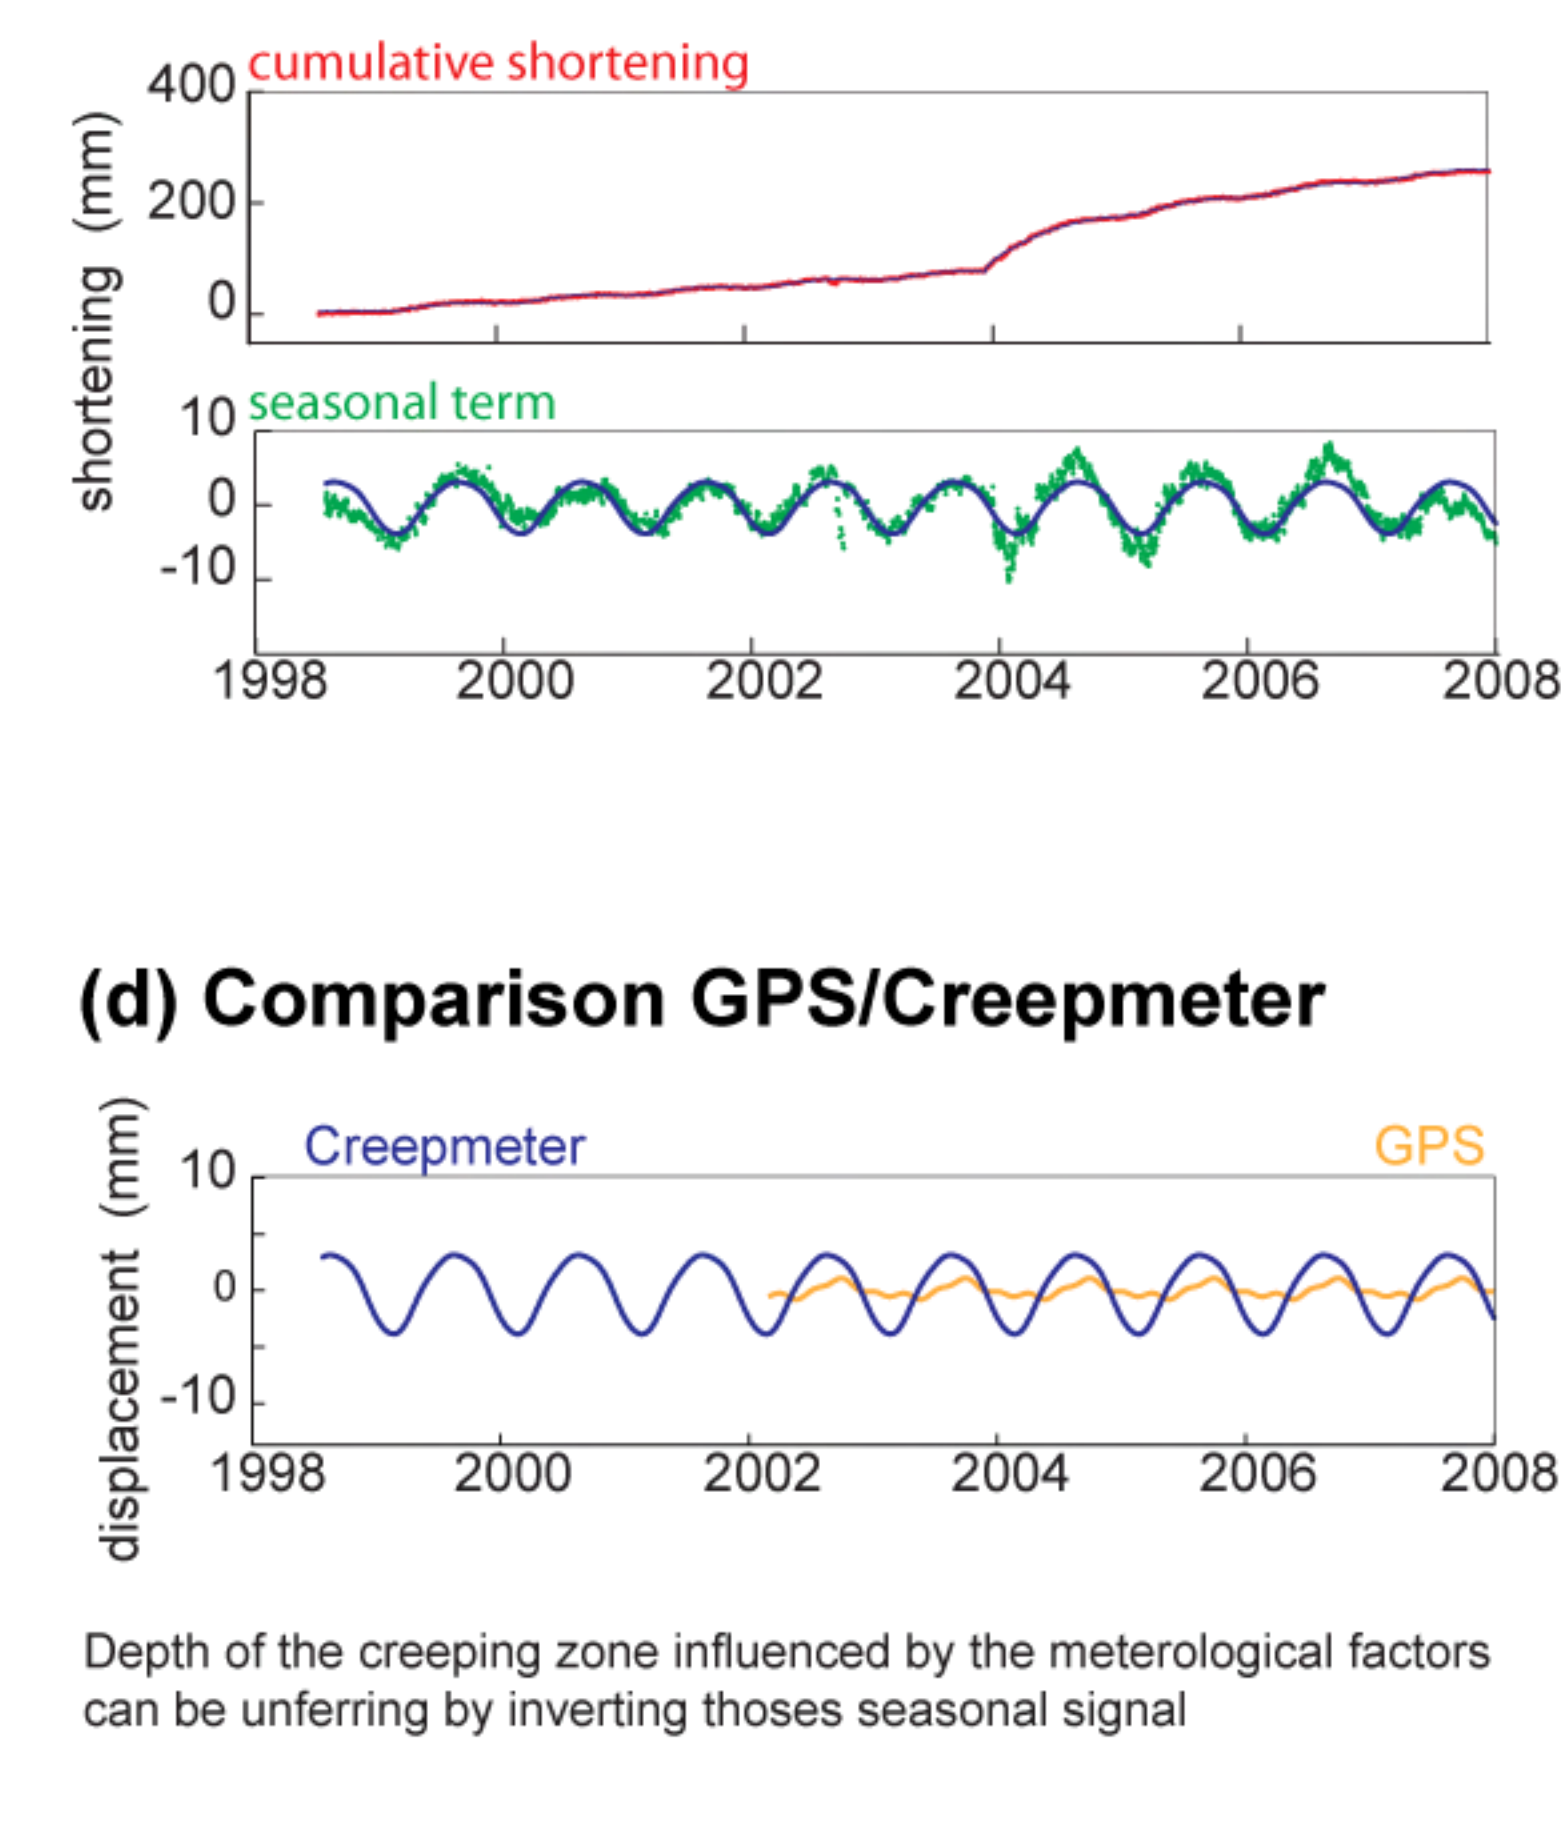 cumulative shortening
400
200
0
shortening (mm)
seasonal term
10
0
-10
1998 2000 2002 2004 2006 2008
(d) Comparison GPS/Creepmeter
Creepmeter GPS
10
0
-10
displacement (mm)
1998 2000 2002 2004 2006 2008
Depth of the creeping zone influenced by the meterological factors
can be unferring by inverting thoses seasonal signal